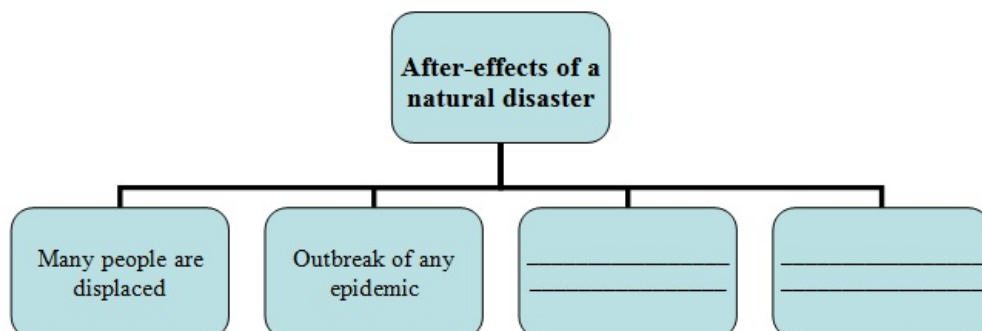 After-effects of a
natural disaster
Many people are
displaced
Outbreak of any
epidemic